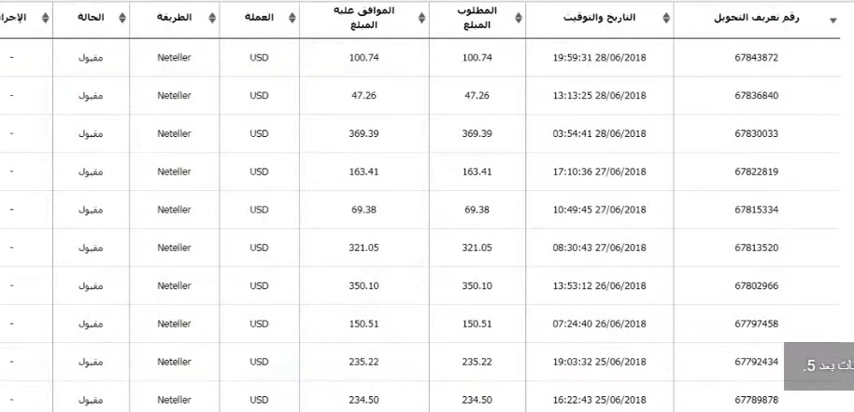 رقم تعريف التحويل التاريخ والتوقيت المطلوب المبلغ الموافق عليه المبلغ العملة الطريقة الحالة
67843872 28/06/2018 19:59:31 100.74 100.74 USD Neteller مقبول -
67836840 28/06/2018 13:13:25 47.26 47.26 USD Neteller مقبول -
67830033 28/06/2018 03:54:41 369.39 369.39 USD Neteller مقبول -
67822819 27/06/2018 17:10:36 163.41 163.41 USD Neteller مقبول -
67815334 27/06/2018 10:49:45 69.38 69.38 USD Neteller مقبول -
67813520 27/06/2018 08:30:43 321.05 321.05 USD Neteller مقبول -
67802966 26/06/2018 13:53:12 350.10 350.10 USD Neteller مقبول -
67797458 26/06/2018 07:24:40 150.51 150.51 USD Neteller مقبول -
67792434 25/06/2018 19:03:32 235.22 235.22 USD Neteller مقبول -
بعد 5.
67789878 25/06/2018 16:22:43 234.50 234.50 USD Neteller مقبول -